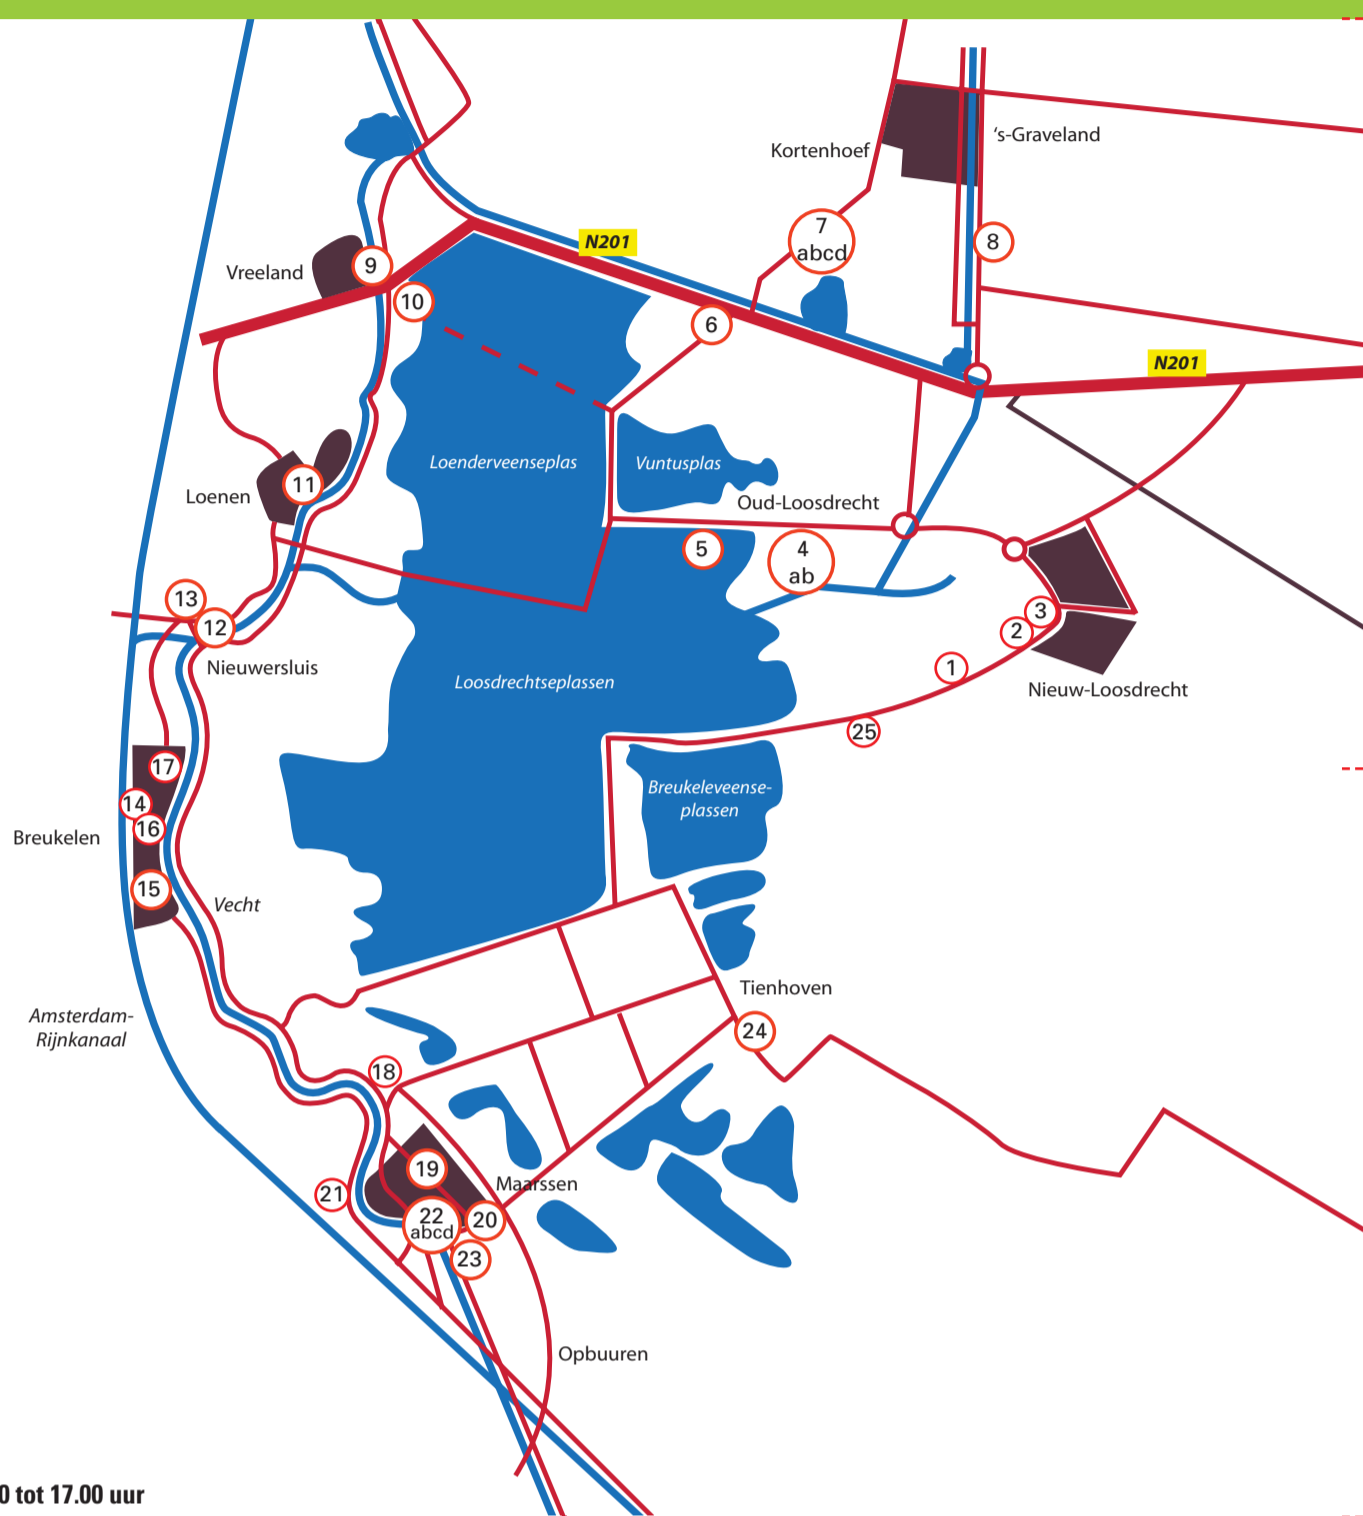 's-Graveland
Kortenhoef
7
abcd
8
N201
Vreeland
9
10
6
N201
Loenderveenseplas
Vuntusplas
Loenen
11
Oud-Loosdrecht
5
4
ab
13
12
3
2
Nieuwersluis
1
Loosdrechtseplassen
Nieuw-Loosdrecht
25
17
14
16
Breukelen
Breukeleveense-
plassen
15
Vecht
Tienhoven
Amsterdam-
Rijnkanaal
24
18
19
Maarssen
21
22
abcd
20
23
Opbuuren
0 tot 17.00 uur